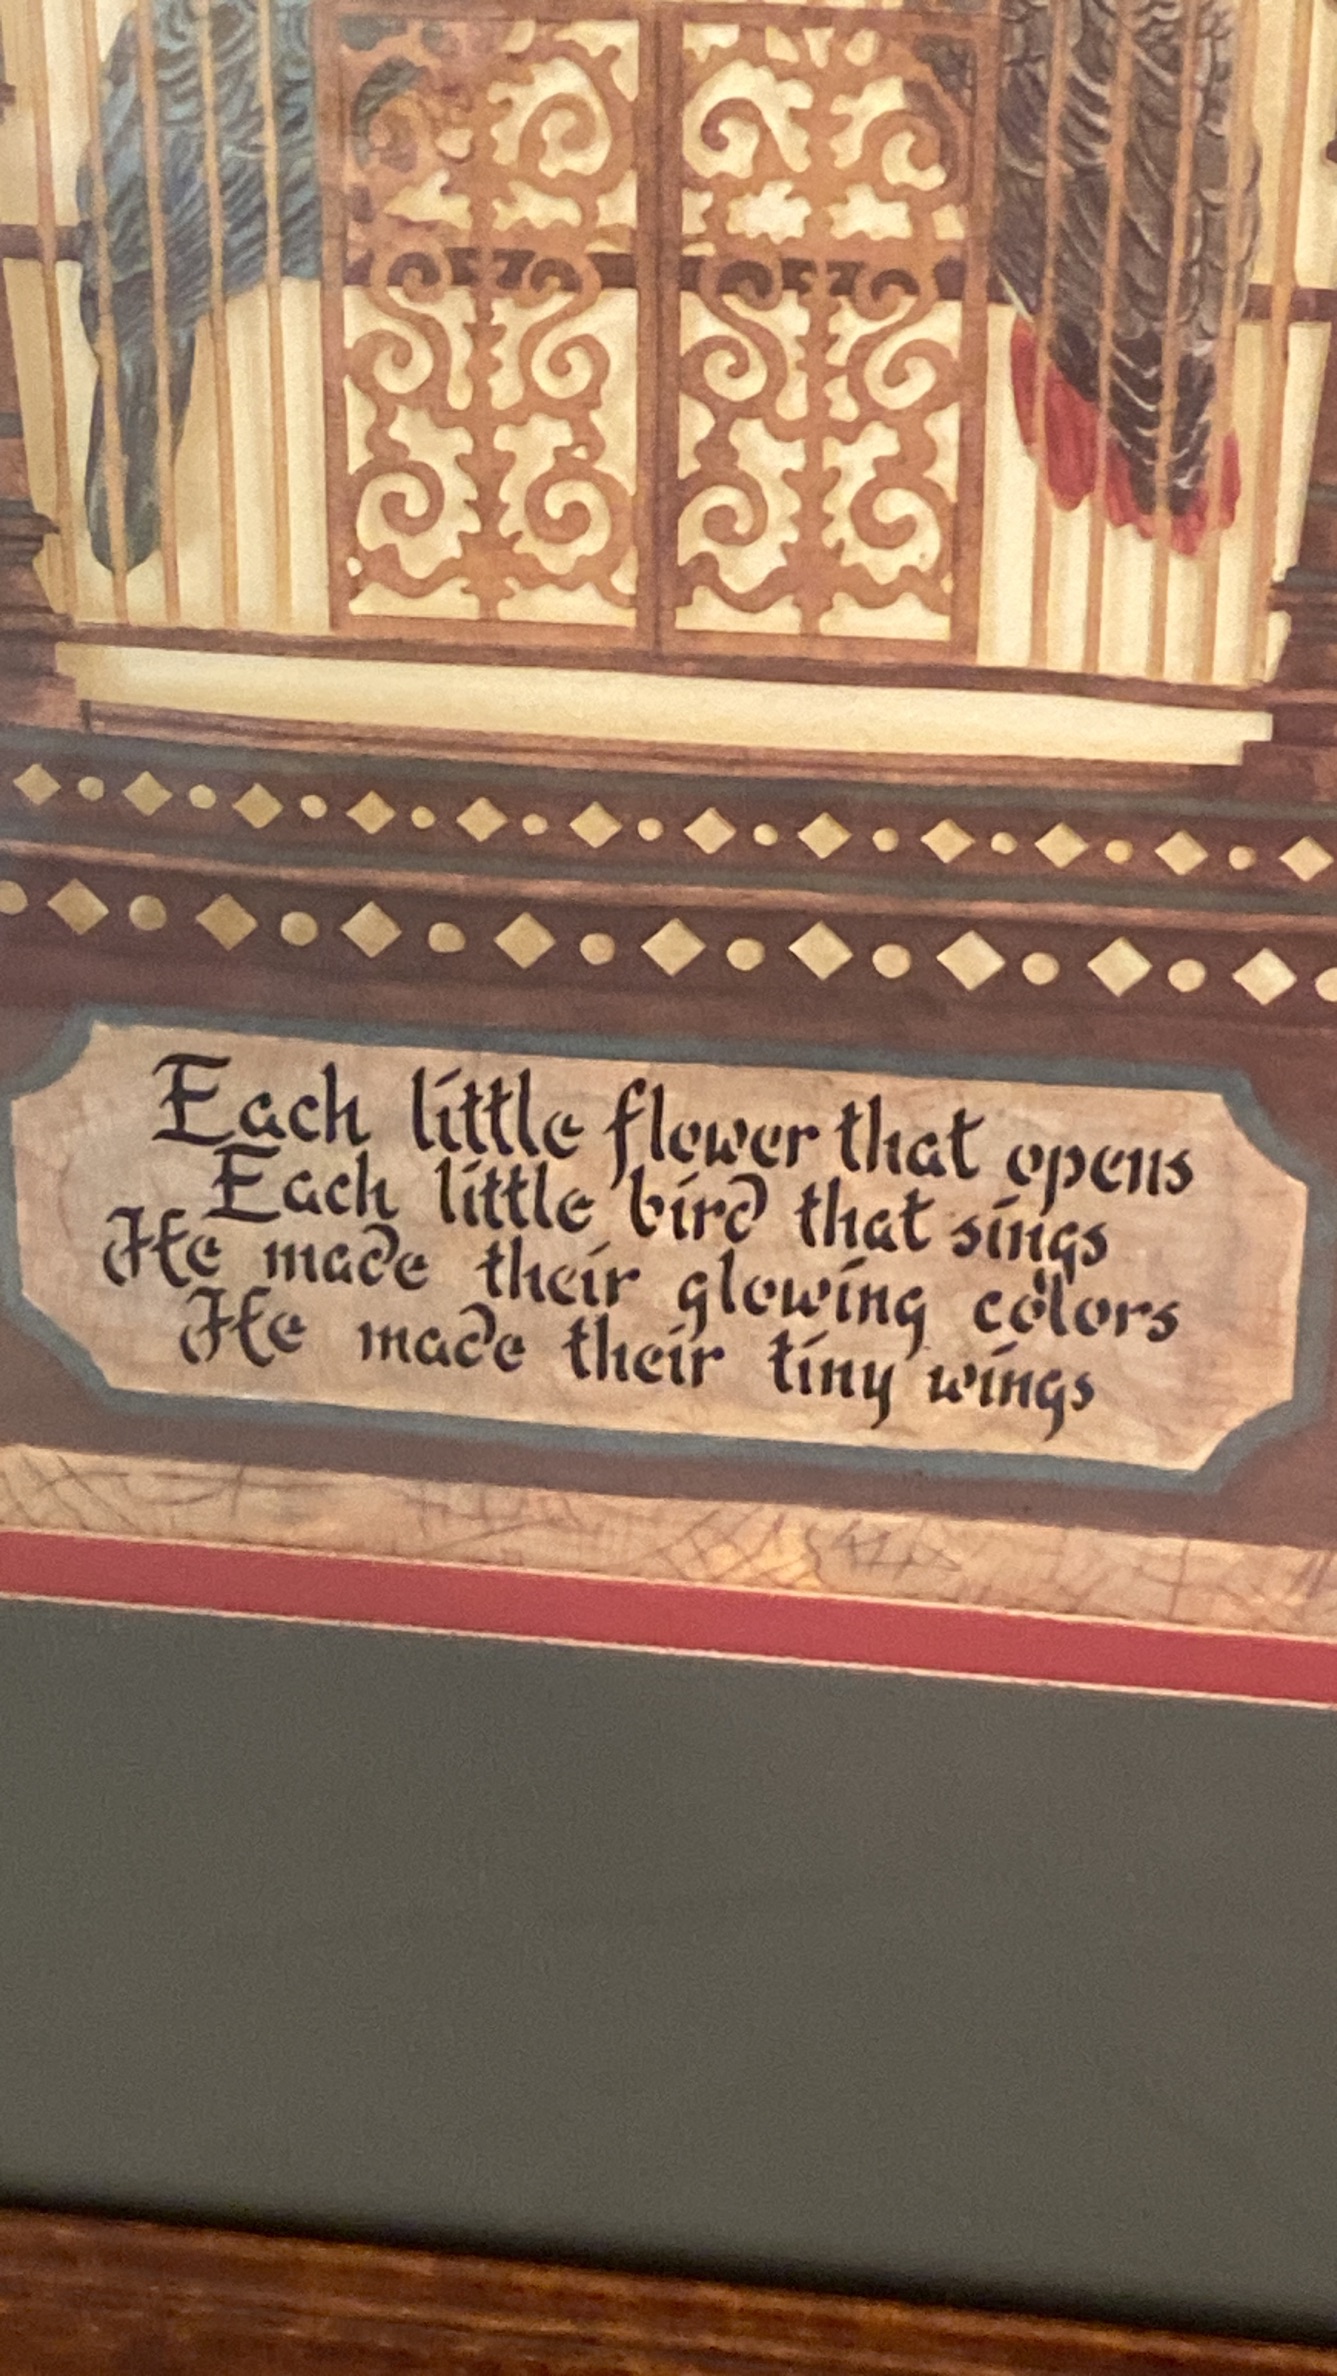 Each little flower that opens
Each little bird that sings
He made their glowing colors
He made their tiny wings